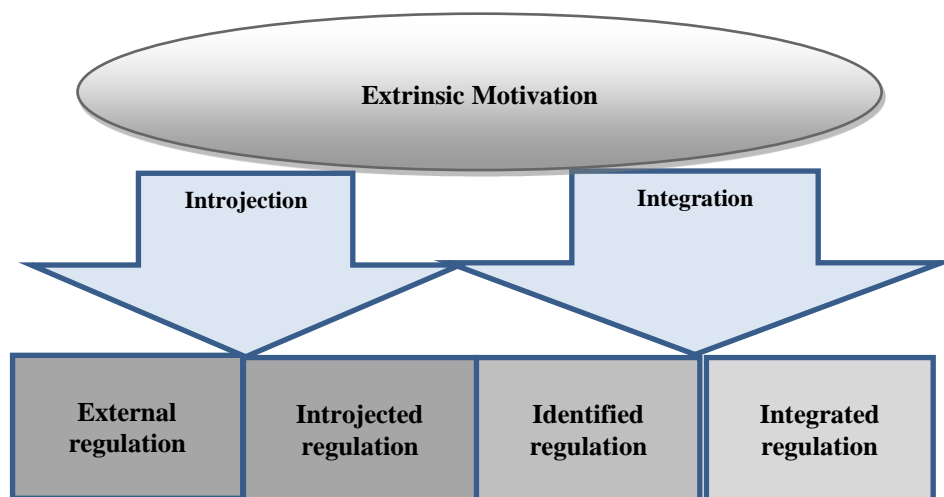 Extrinsic Motivation
Introjection
Integration
External
regulation
Introjected
regulation
Identified
regulation
Integrated
regulation